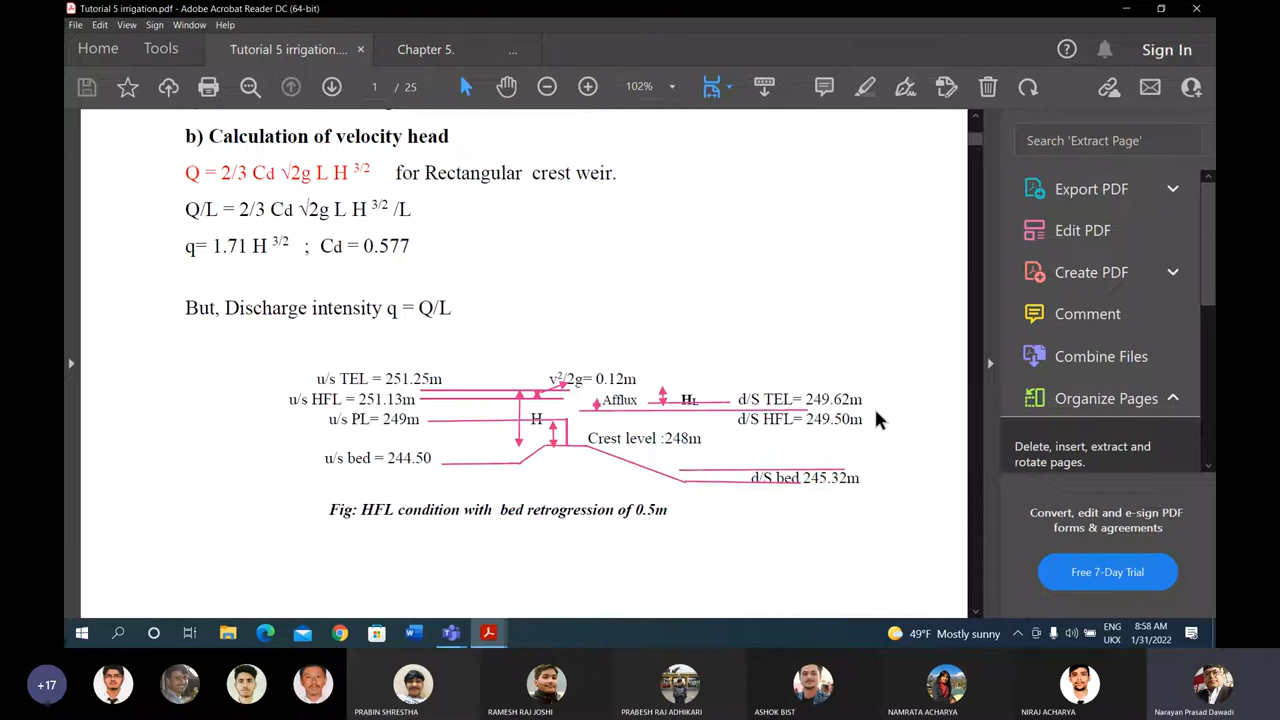 Tutorial 5 irrigation.pdf - Adobe Acrobat Reader DC (64-bit)
File Edit View Sign Window Help
Home Tools Tutorial 5 irrigation.... × Chapter 5. ... Sign In
1 / 25 102%
b) Calculation of velocity head
Q = 2/3 Cd √2g L H 3/2 for Rectangular crest weir.
Q/L = 2/3 Cd √2g L H 3/2 /L
q= 1.71 H 3/2 ; Cd = 0.577
But, Discharge intensity q = Q/L
u/s TEL = 251.25m v2/2g= 0.12m
u/s HFL = 251.13m Afflux HL d/S TEL= 249.62m
u/s PL= 249m H d/S HFL= 249.50m
Crest level :248m
u/s bed = 244.50
d/S bed 245.32m
Fig: HFL condition with bed retrogression of 0.5m
Search 'Extract Page'
Export PDF
Edit PDF
Create PDF
Comment
Combine Files
Organize Pages
Delete, insert, extract and
rotate pages.
Convert, edit and e-sign PDF
forms & agreements
Free 7-Day Trial
49°F Mostly sunny
ENG
UKX
8:58 AM
1/31/2022
+17
PRABIN SHRESTHA
RAMESH RAJ JOSHI
PRABESH RAJ ADHIKARI
ASHOK BIST
NAMRATA ACHARYA
NIRAJ ACHARYA
Narayan Prasad Dawadi